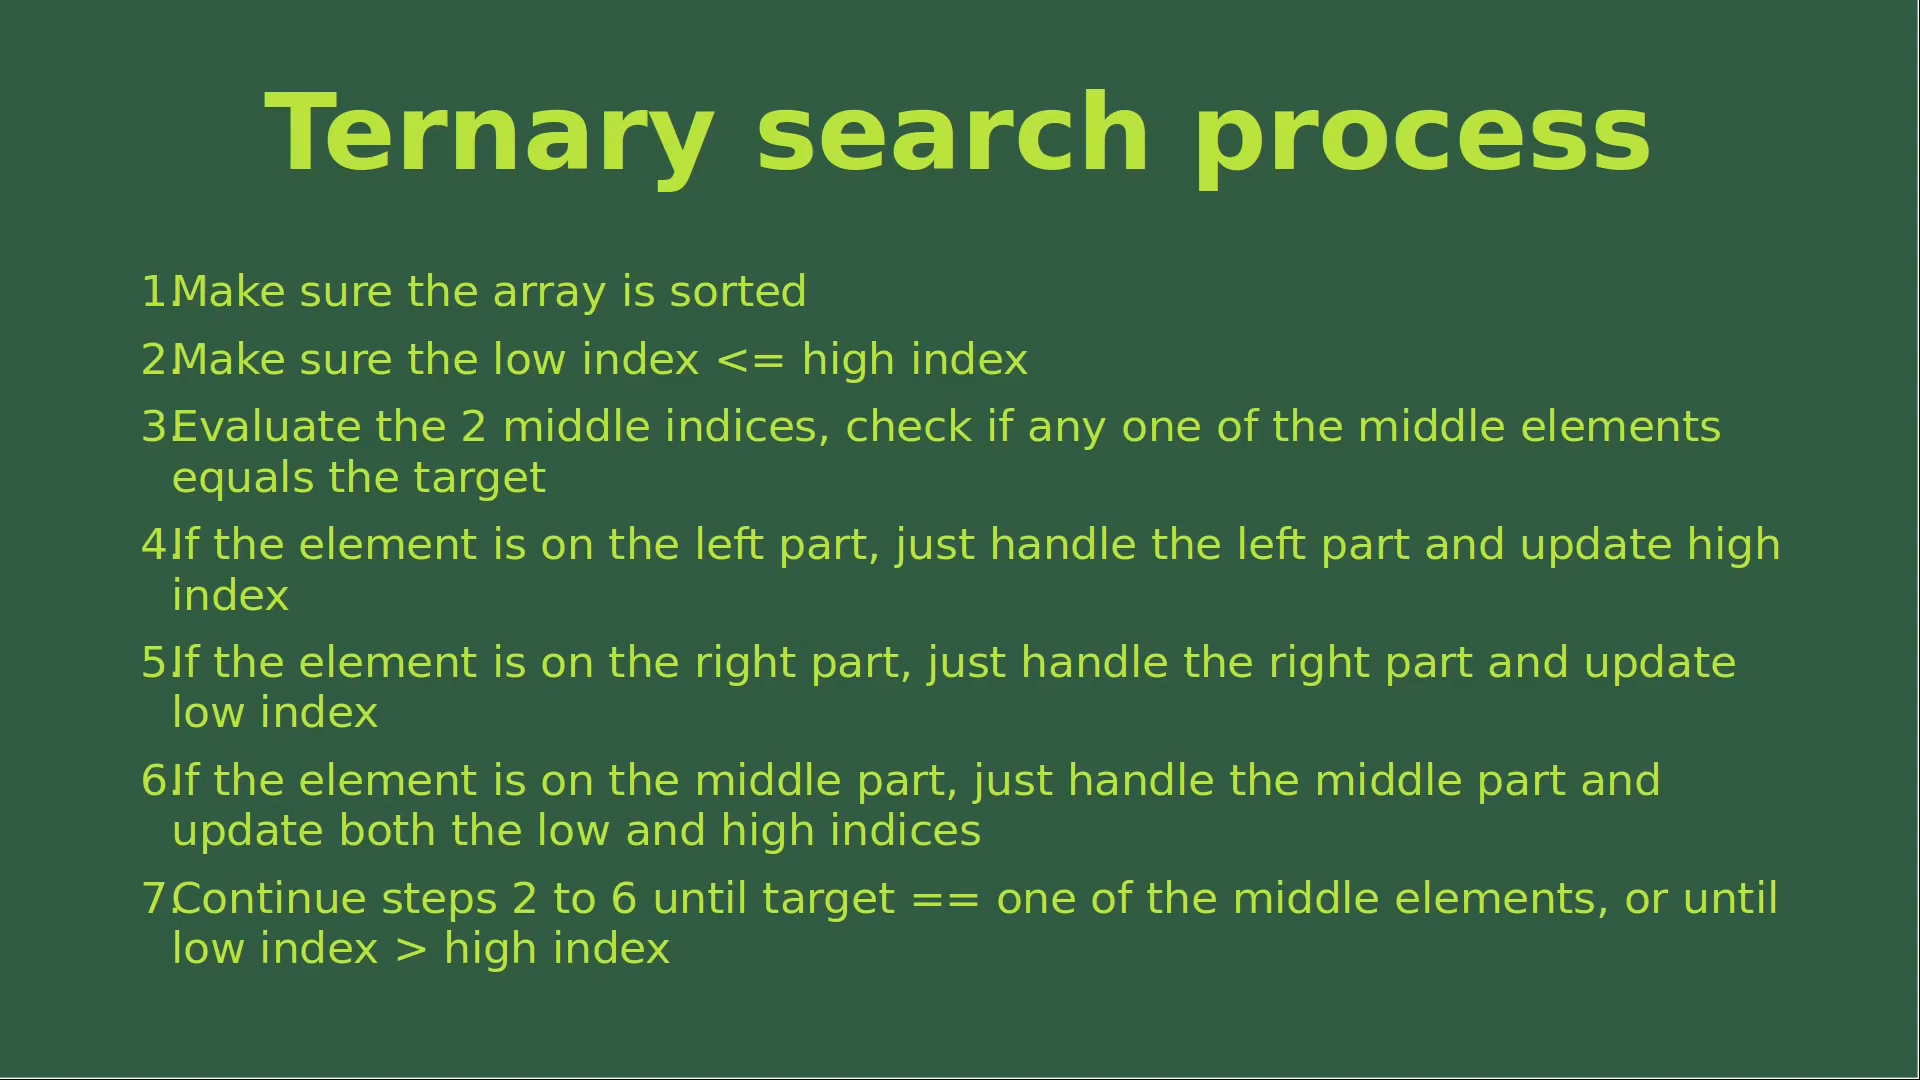 Ternary search process
1. Make sure the array is sorted
2. Make sure the low index <= high index
3. Evaluate the 2 middle indices, check if any one of the middle elements
equals the target
4. If the element is on the left part, just handle the left part and update high
index
5. If the element is on the right part, just handle the right part and update
low index
6. If the element is on the middle part, just handle the middle part and
update both the low and high indices
7. Continue steps 2 to 6 until target == one of the middle elements, or until
low index > high index